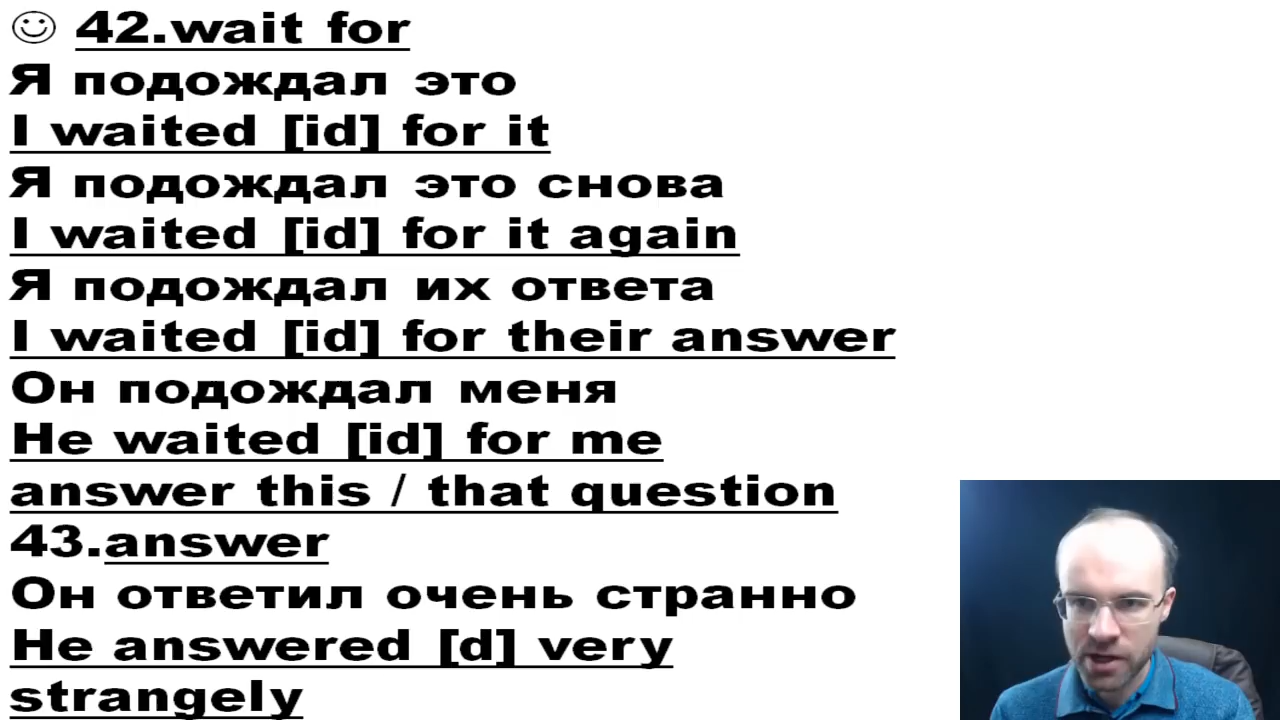 ☺ 42.wait for
Я подождал это
I waited [id] for it
Я подождал это снова
I waited [id] for it again
Я подождал их ответа
I waited [id] for their answer
Он подождал меня
He waited [id] for me
answer this / that question
43.answer
Он ответил очень странно
He answered [d] very
strangely